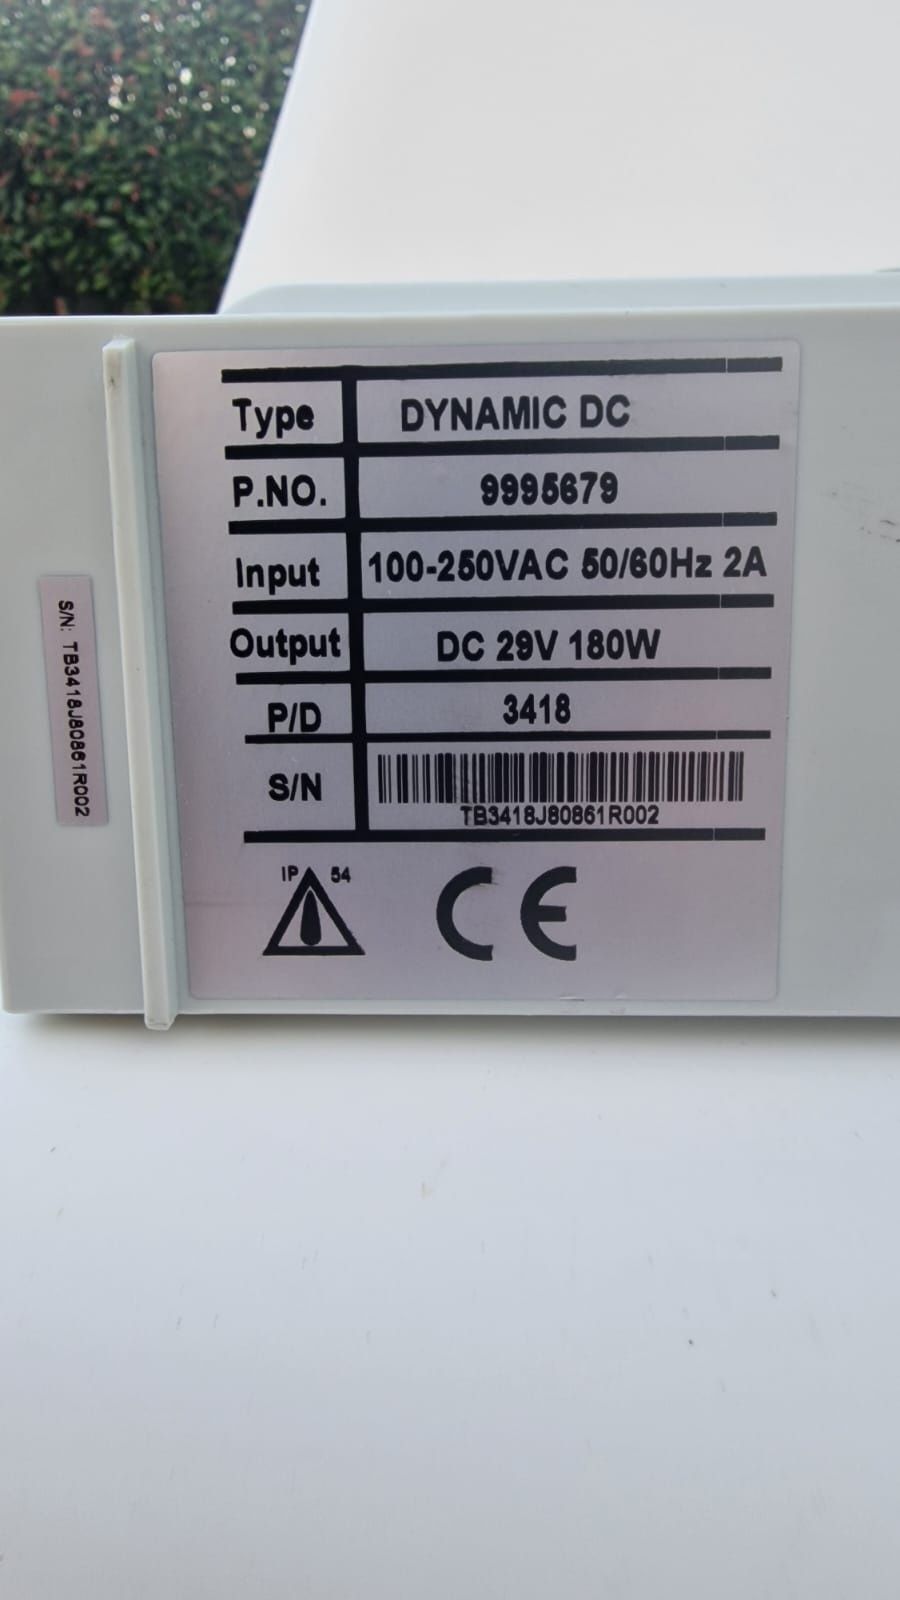 Type DYNAMIC DC
P.NO. 9995679
Input 100-250VAC 50/60Hz 2A
Output DC 29V 180W
P/D 3418
S/N
TB3418J80861R002
IP 54
CE
S/N: TB3418J80861R002